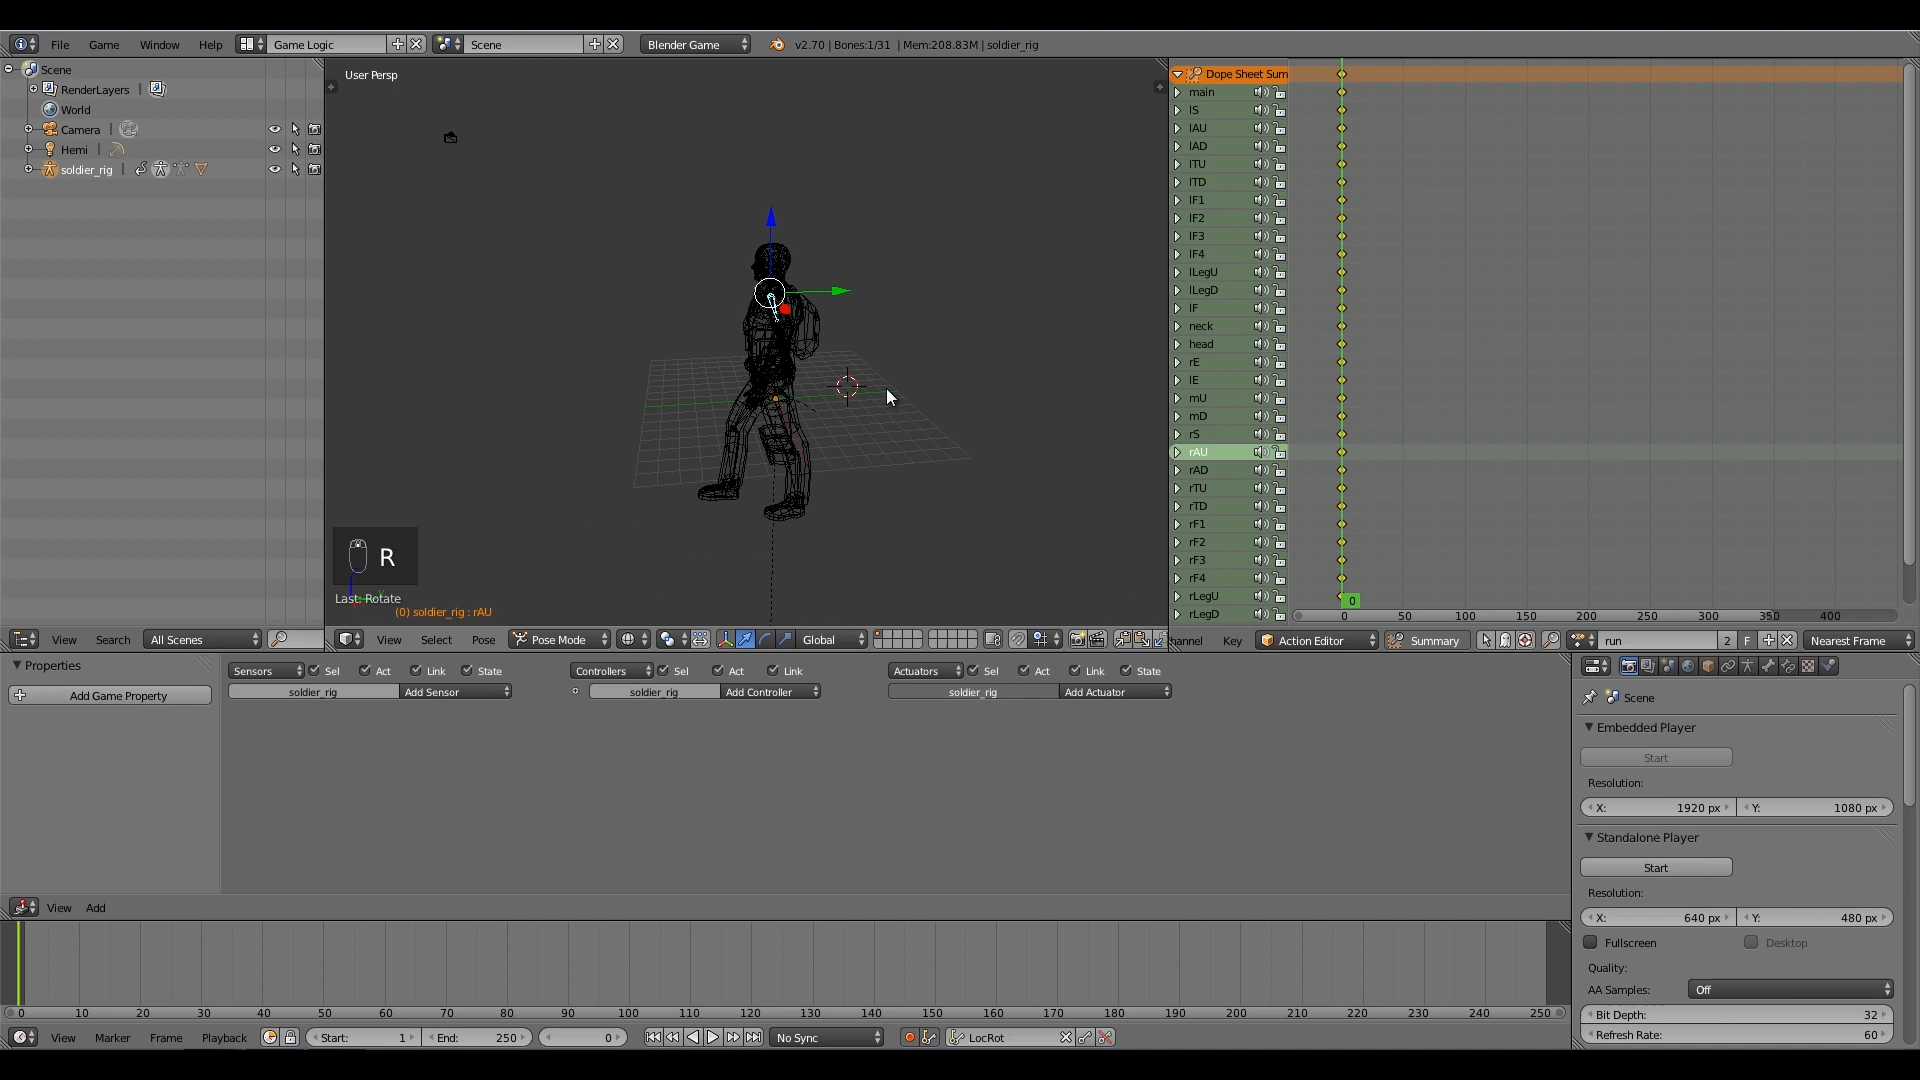 File Game Window Help Game Logic Scene Blender Game v2.70 | Bones:1/31 | Mem:208.83M | soldier_rig
Scene
RenderLayers |
World
Camera |
Hemi |
soldier_rig |
View Search All Scenes
User Persp
R
Last: Rotate
(0) soldier_rig : rAU
View Select Pose Pose Mode Global
Dope Sheet Sum
main
lS
lAU
lAD
lTU
lTD
lF1
lF2
lF3
lF4
lLegU
lLegD
lF
neck
head
rE
lE
mU
mD
rS
rAU
rAD
rTU
rTD
rF1
rF2
rF3
rF4
rLegU
rLegD
0
0 50 100 150 200 250 300 350 400
hannel Key Action Editor Summary run 2 F Nearest Frame
Properties
Add Game Property
Sensors Sel Act Link State
soldier_rig Add Sensor
Controllers Sel Act Link
soldier_rig Add Controller
Actuators Sel Act Link State
soldier_rig Add Actuator
View Add
0 10 20 30 40 50 60 70 80 90 100 110 120 130 140 150 160 170 180 190 200 210 220 230 240 250
View Marker Frame Playback Start: 1 End: 250 0 No Sync LocRot
Scene
Embedded Player
Start
Resolution:
X: 1920 px Y: 1080 px
Standalone Player
Start
Resolution:
X: 640 px Y: 480 px
Fullscreen Desktop
Quality:
AA Samples: Off
Bit Depth: 32
Refresh Rate: 60